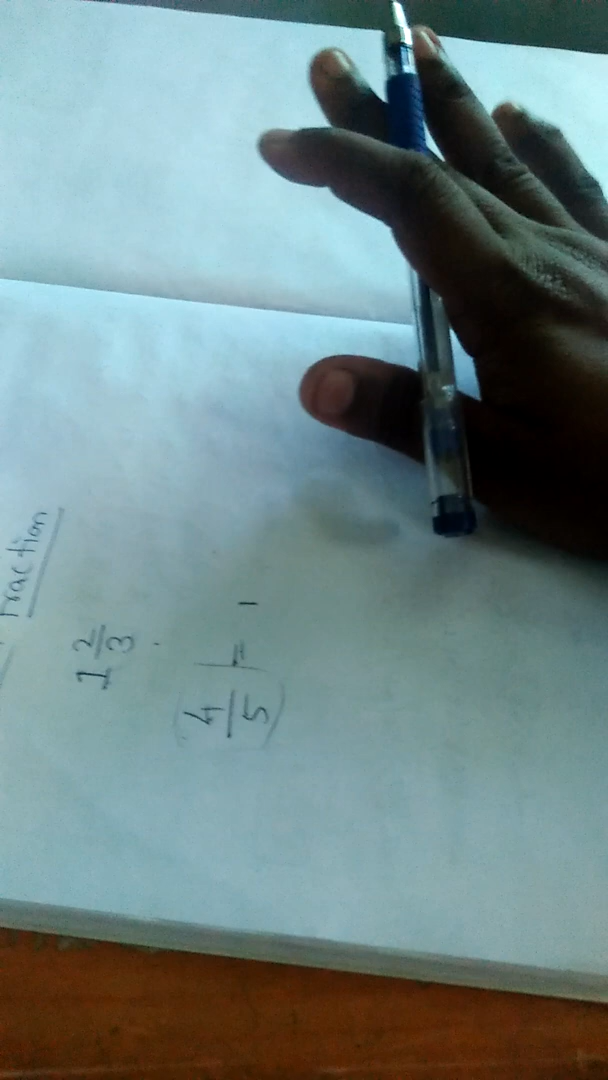 Fraction
1 2/3
(4/5) =